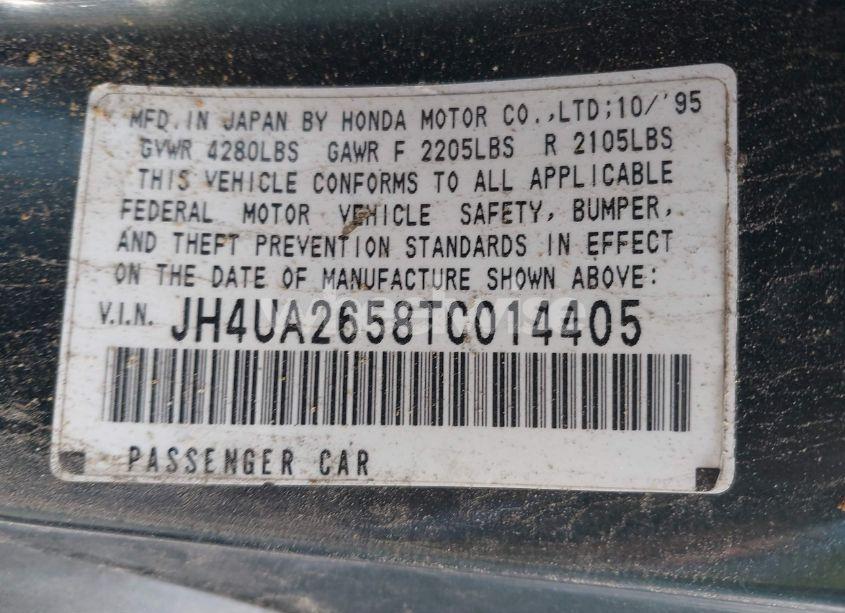 MFD. IN JAPAN BY HONDA MOTOR CO.,LTD;10/'95
GVWR 4280LBS GAWR F 2205LBS R 2105LBS
THIS VEHICLE CONFORMS TO ALL APPLICABLE
FEDERAL MOTOR VEHICLE SAFETY, BUMPER,
AND THEFT PREVENTION STANDARDS IN EFFECT
ON THE DATE OF MANUFACTURE SHOWN ABOVE:
V.I.N. JH4UA2658TC014405
PASSENGER CAR